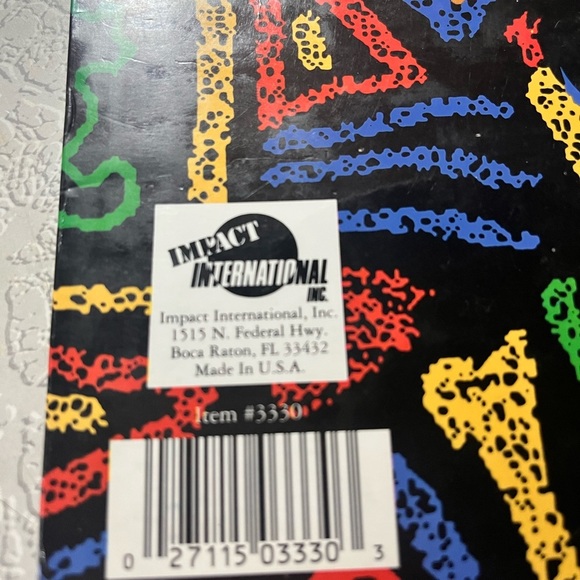 IMPACT
INTERNATIONAL
INC.
Impact International, Inc.
1515 N. Federal Hwy.
Boca Raton, FL 33432
Made In U.S.A.
Item #3330
0 27115 03330 3